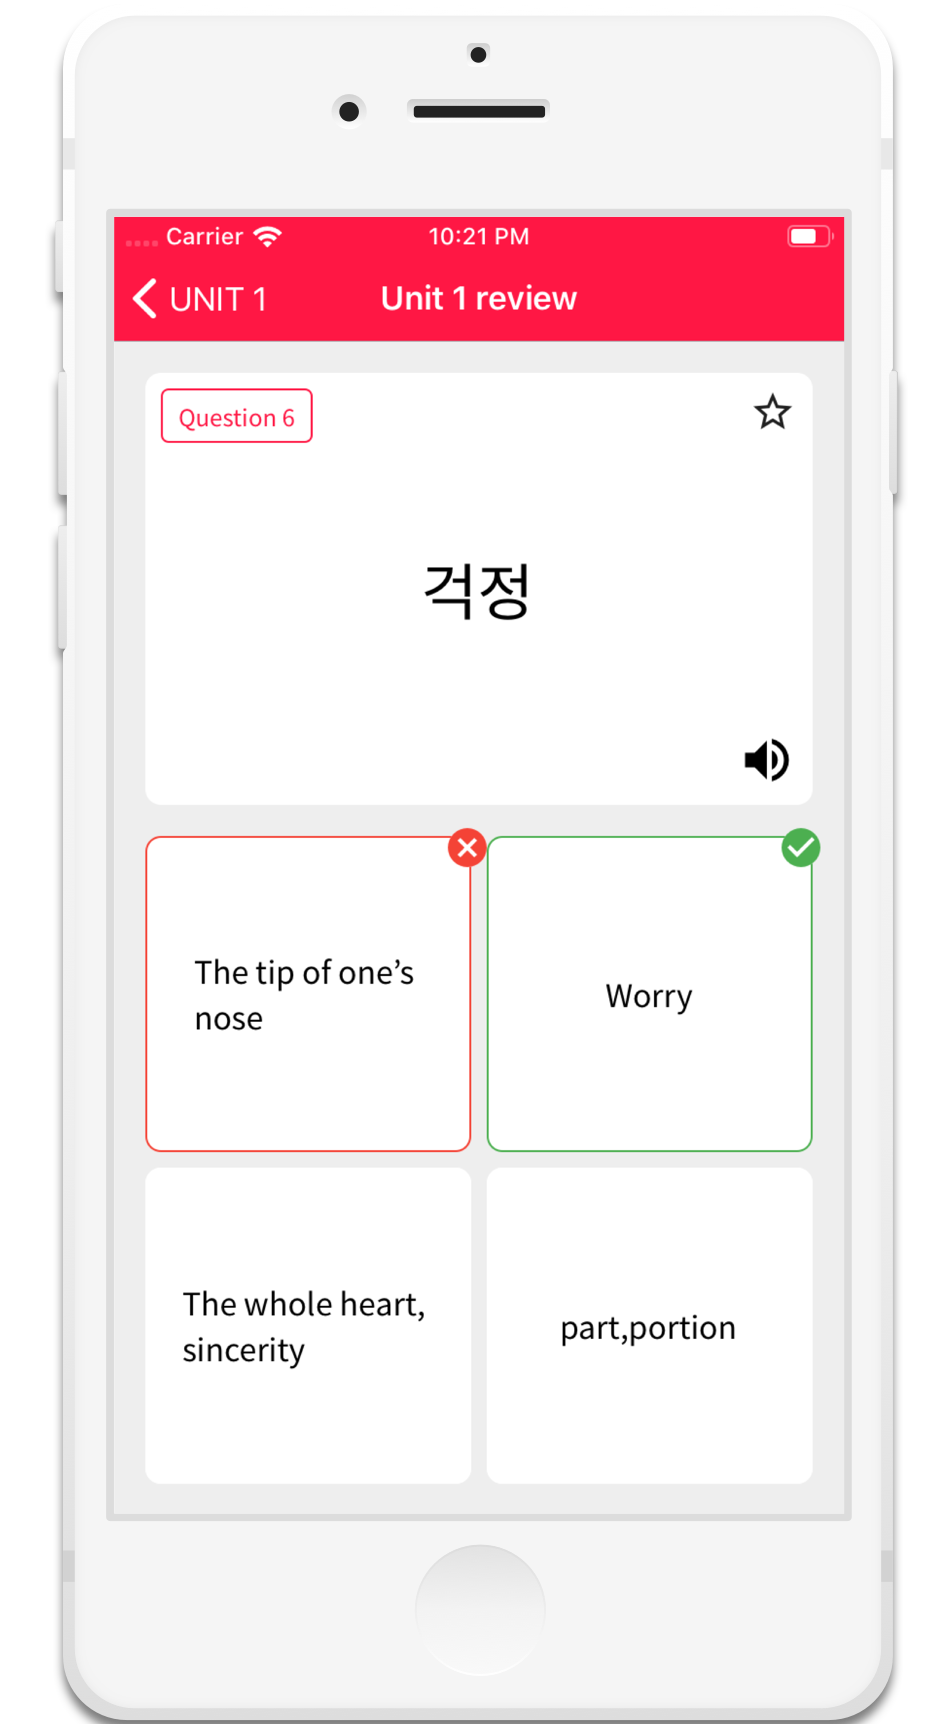 Carrier 10:21 PM
UNIT 1 Unit 1 review
Question 6
걱정
The tip of one’s
nose
Worry
The whole heart,
sincerity
part,portion